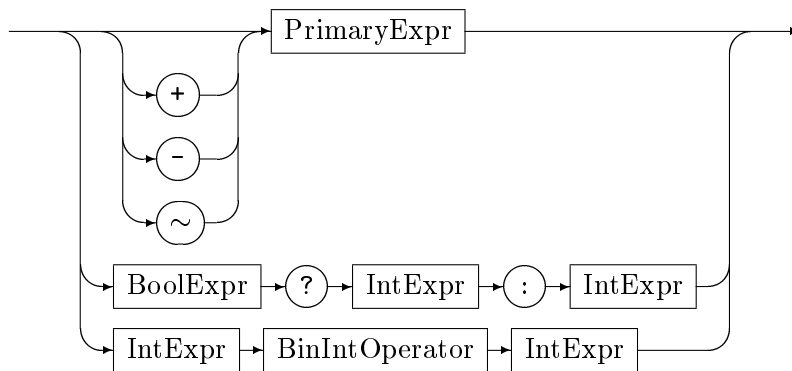 PrimaryExpr
+
-
~
BoolExpr ? IntExpr : IntExpr
IntExpr BinIntOperator IntExpr